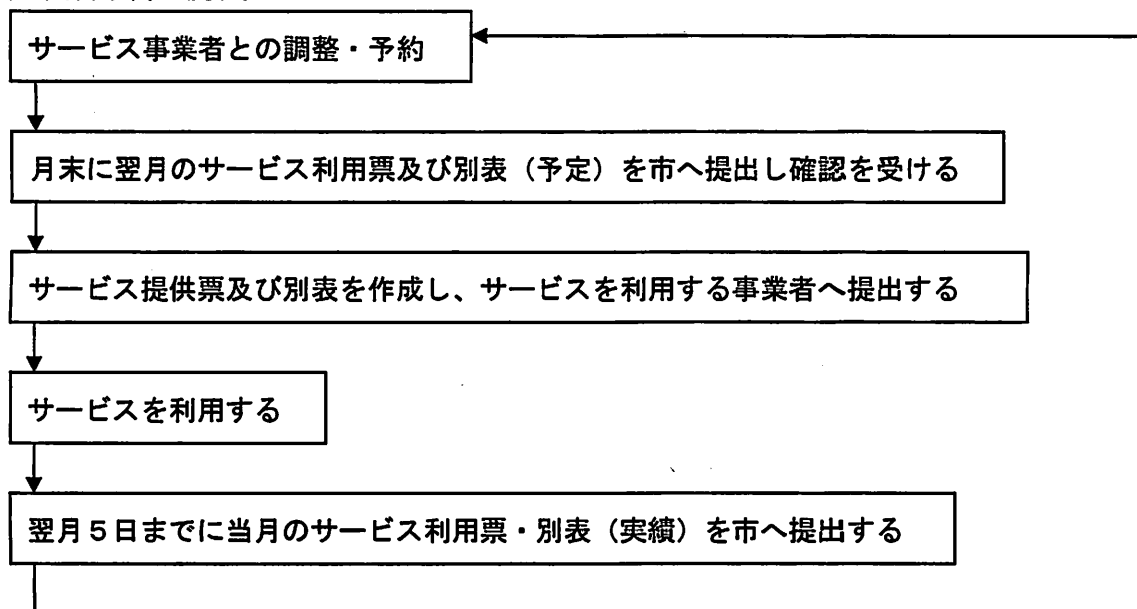 サービス事業者との調整・予約
月末に翌月のサービス利用票及び別表（予定）を市へ提出し確認を受ける
サービス提供票及び別表を作成し、サービスを利用する事業者へ提出する
サービスを利用する
翌月５日までに当月のサービス利用票・別表（実績）を市へ提出する